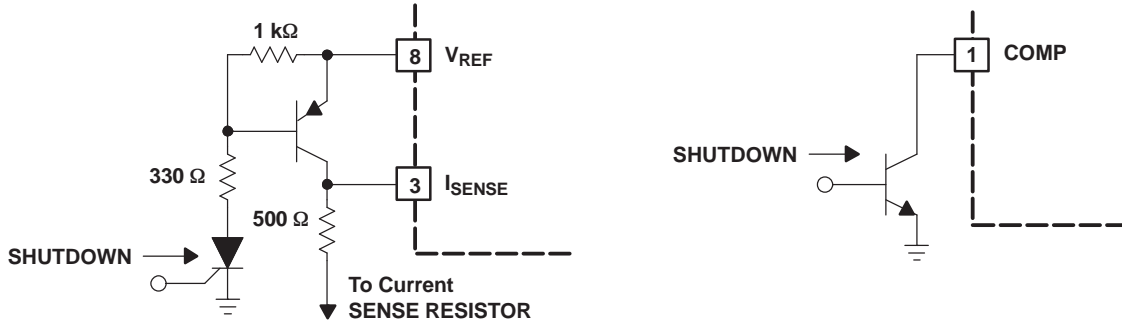 1 kΩ
8 VREF
330 Ω
3 ISENSE
500 Ω
SHUTDOWN
To Current
SENSE RESISTOR
1 COMP
SHUTDOWN